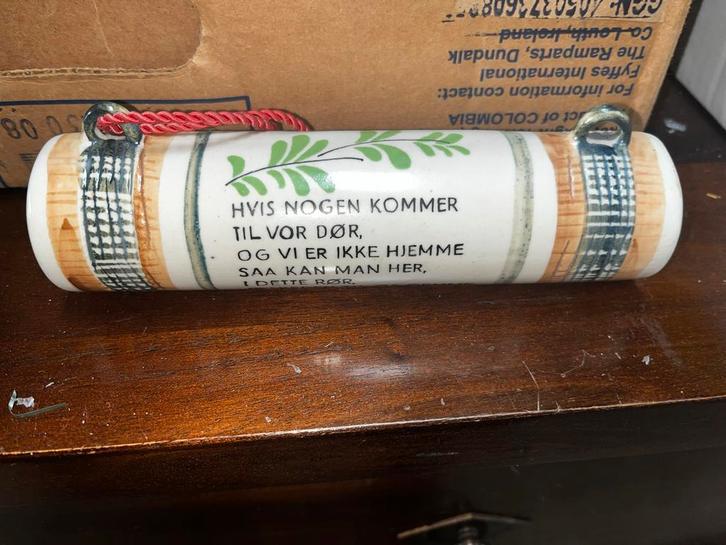 HVIS NOGEN KOMMER
TIL VOR DØR,
OG VI ER IKKE HJEMME
SAA KAN MAN HER,
I DETTE RØR,
For information contact:
Fyffes International
The Ramparts, Dundalk
Co. Louth, Ireland